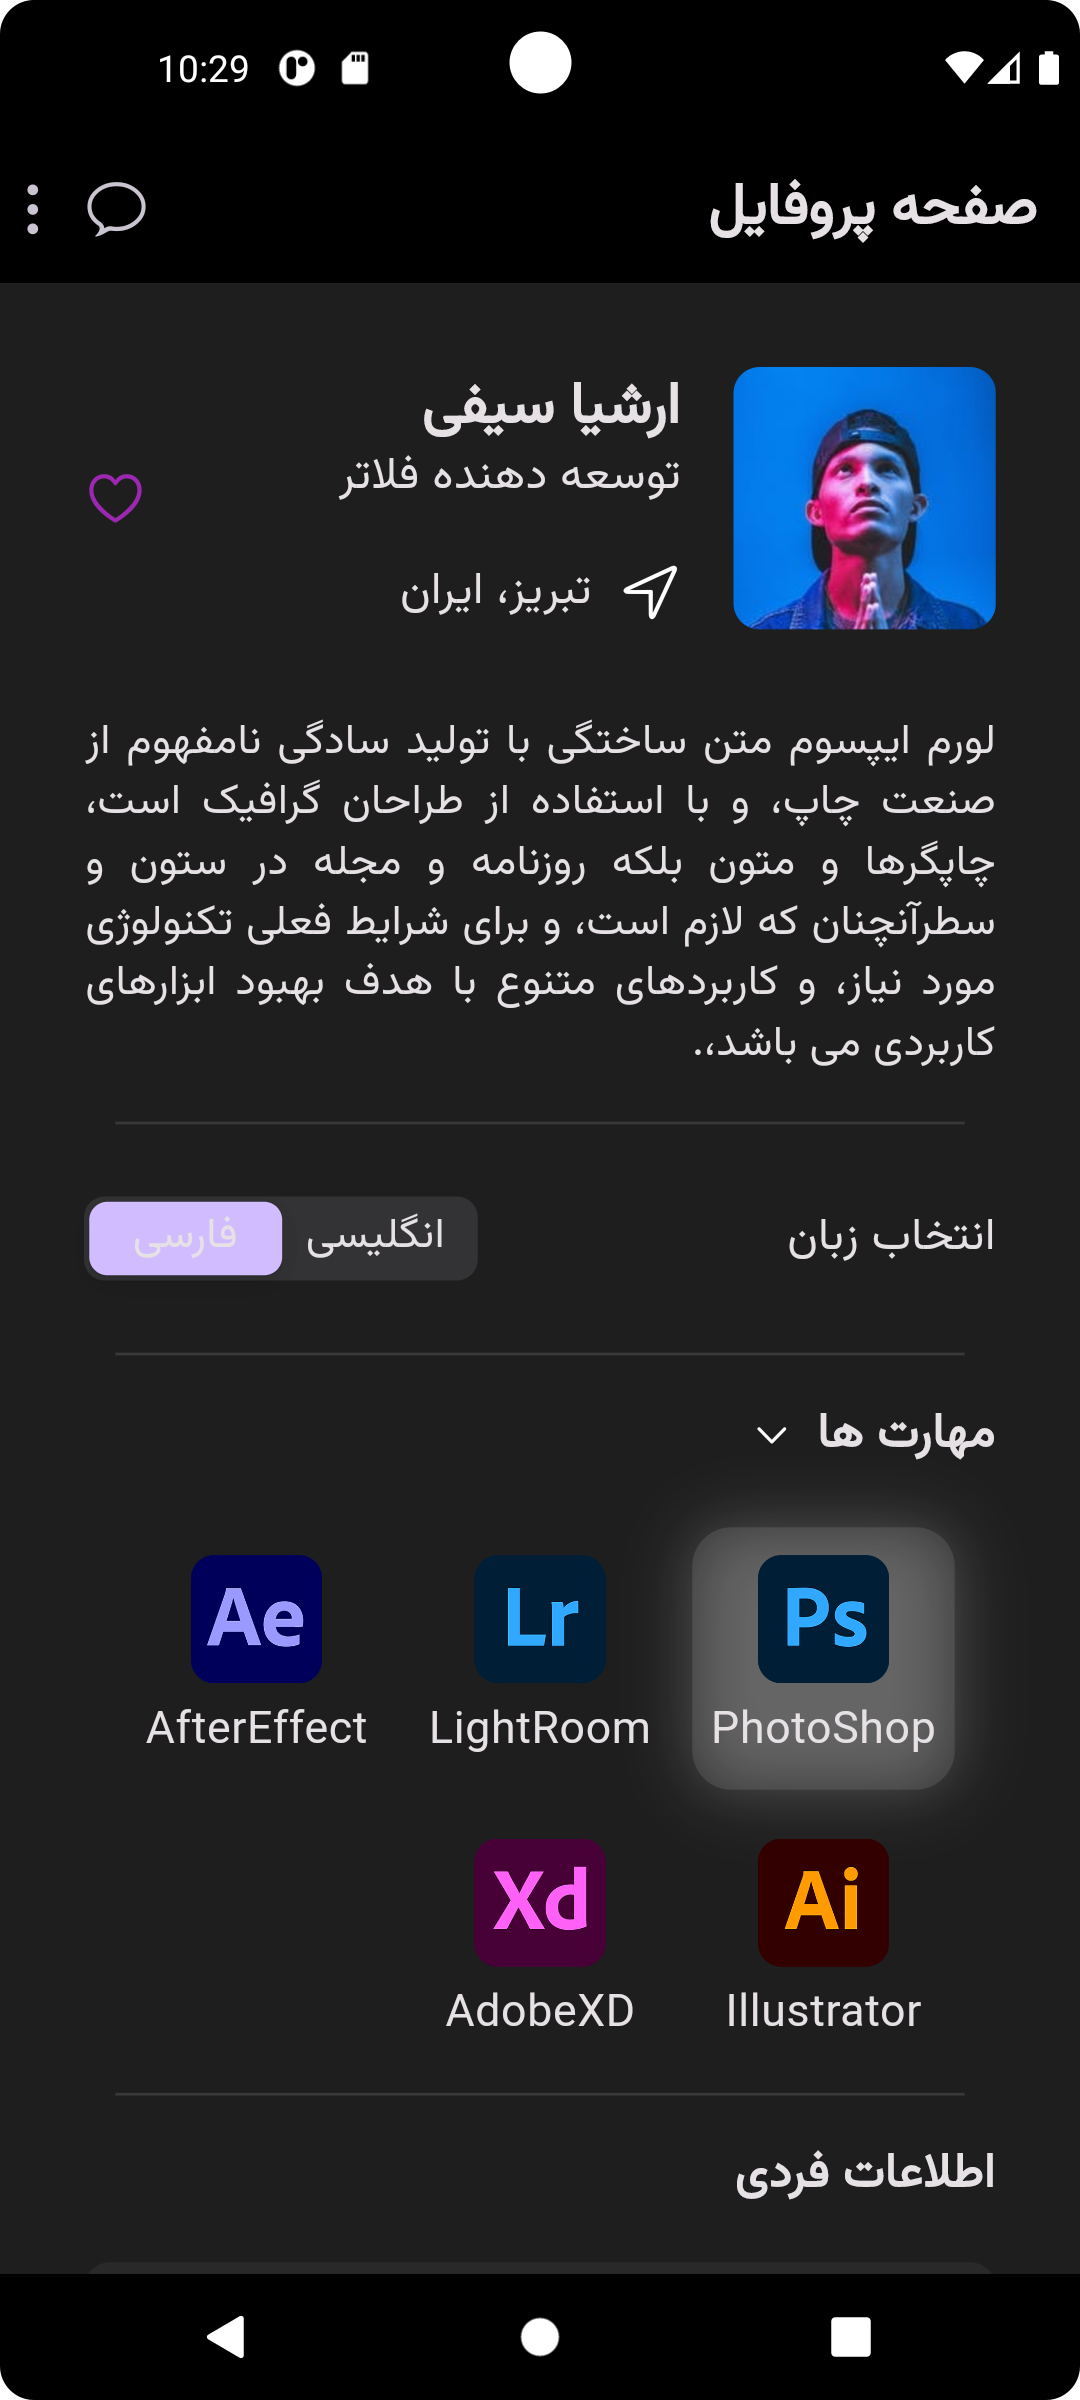 10:29
صفحه پروفایل
ارشیا سیفی
توسعه دهنده فلاتر
تبریز، ایران
لورم ایپسوم متن ساختگی با تولید سادگی نامفهوم از
صنعت چاپ، و با استفاده از طراحان گرافیک است،
چاپگرها و متون بلکه روزنامه و مجله در ستون و
سطرآنچنان که لازم است، و برای شرایط فعلی تکنولوژی
مورد نیاز، و کاربردهای متنوع با هدف بهبود ابزارهای
کاربردی می باشد،.
انتخاب زبان
انگلیسی
فارسی
مهارت ها
Ps
Lr
Ae
PhotoShop
LightRoom
AfterEffect
Ai
Xd
Illustrator
AdobeXD
اطلاعات فردی